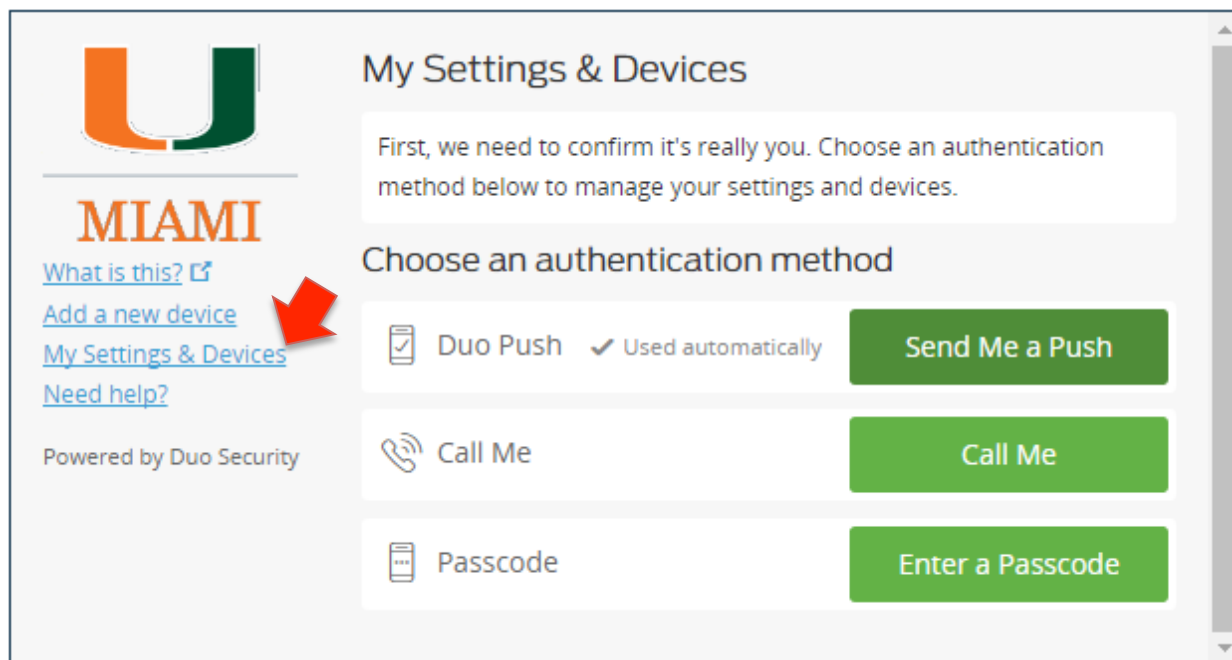 MIAMI
What is this?
Add a new device
My Settings & Devices
Need help?
Powered by Duo Security
My Settings & Devices
First, we need to confirm it's really you. Choose an authentication
method below to manage your settings and devices.
Choose an authentication method
Duo Push ✓ Used automatically Send Me a Push
Call Me Call Me
Passcode Enter a Passcode